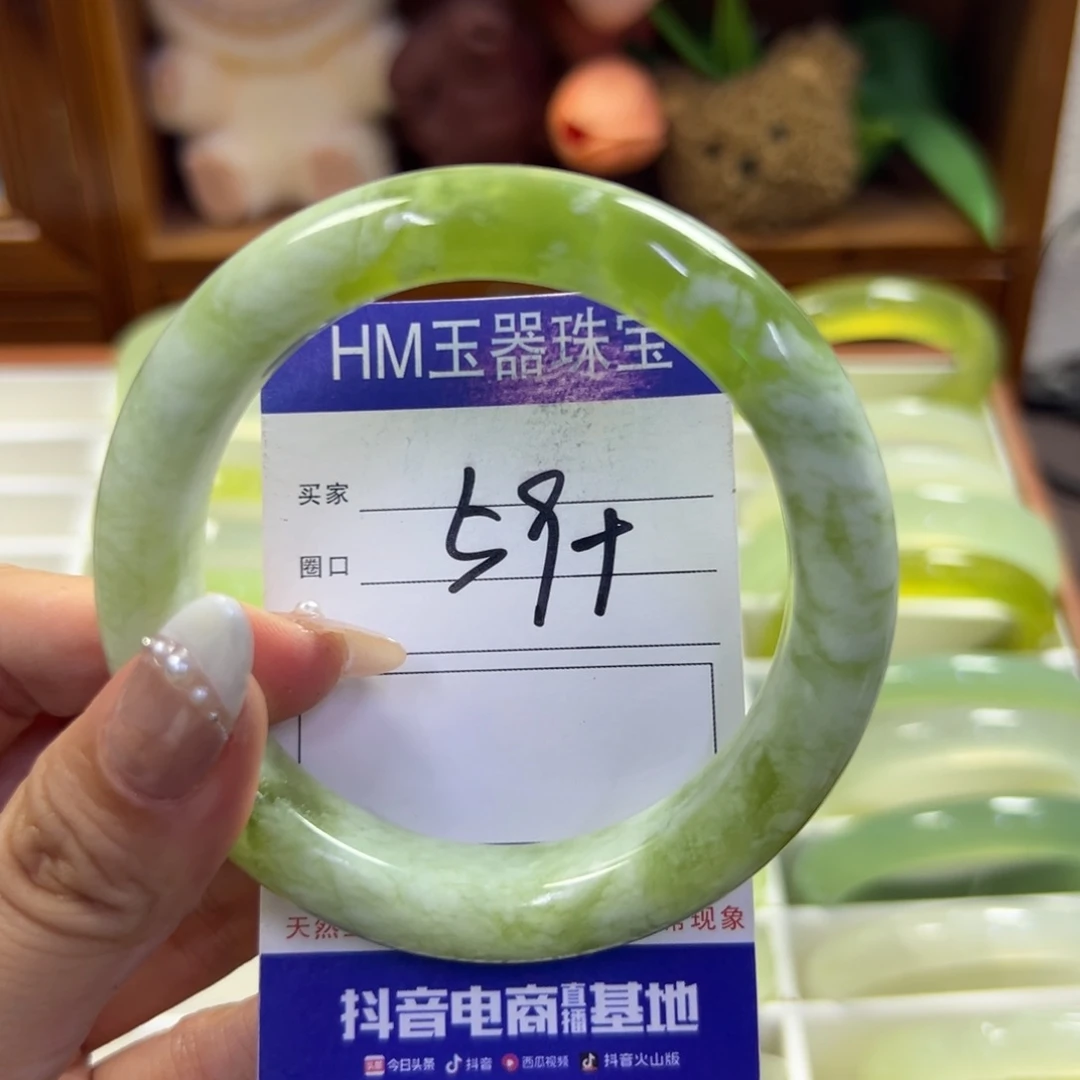 HM玉器珠宝
买家
59+
圈口
天然
常现象
抖音电商直播基地
今日头条 抖音 西瓜视频 抖音火山版